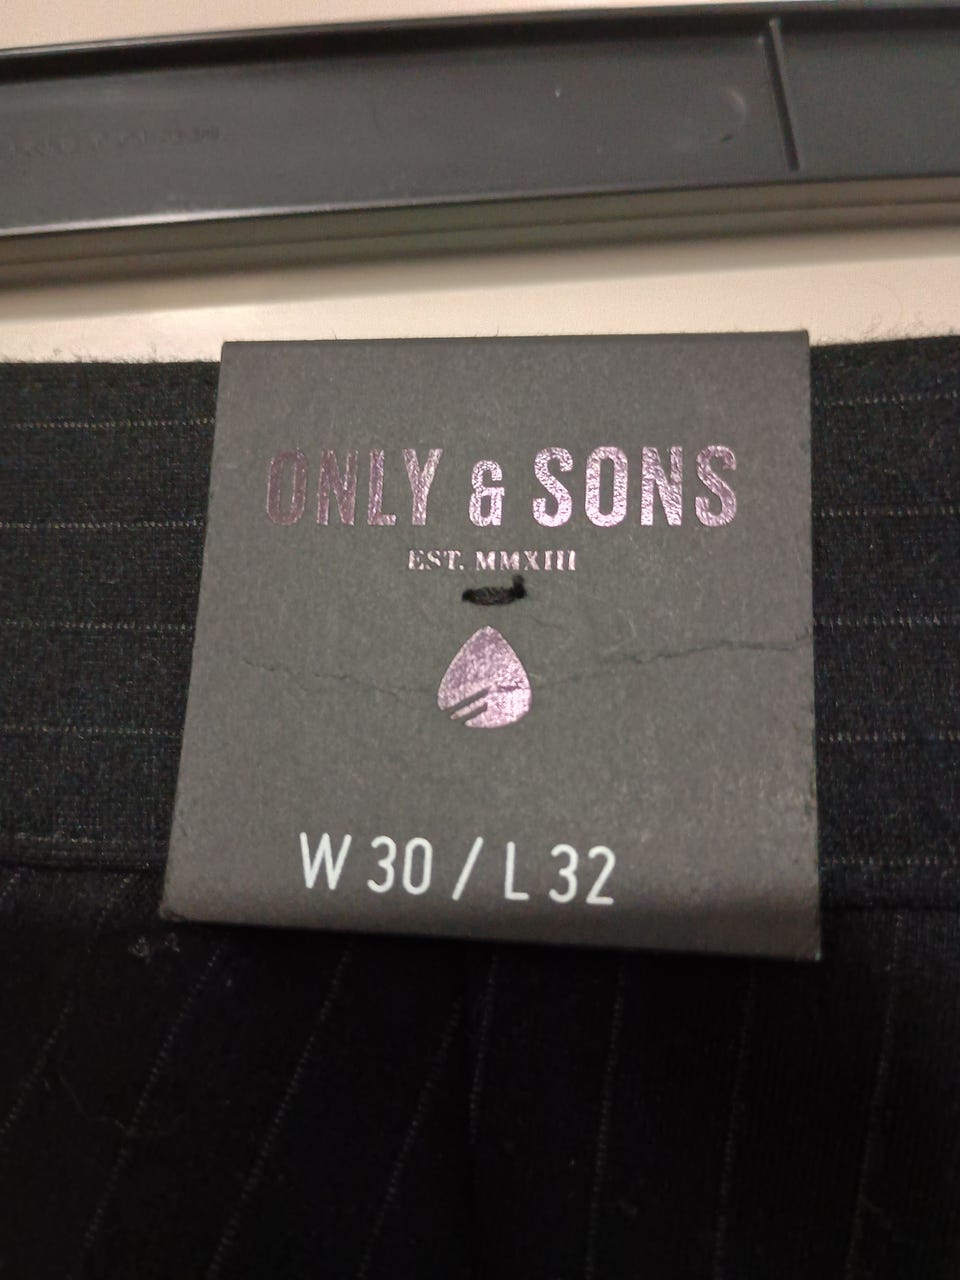 ONLY & SONS
EST. MMXIII
W 30 / L 32